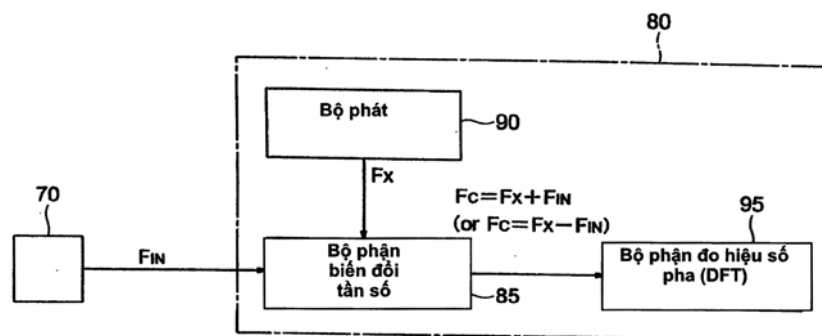 80
Bộ phát
90
Fx
70
FIN
Fc=Fx+FIN
(or Fc=Fx-FIN)
95
Bộ phận
biến đổi
tần số
85
Bộ phận đo hiệu số
pha (DFT)